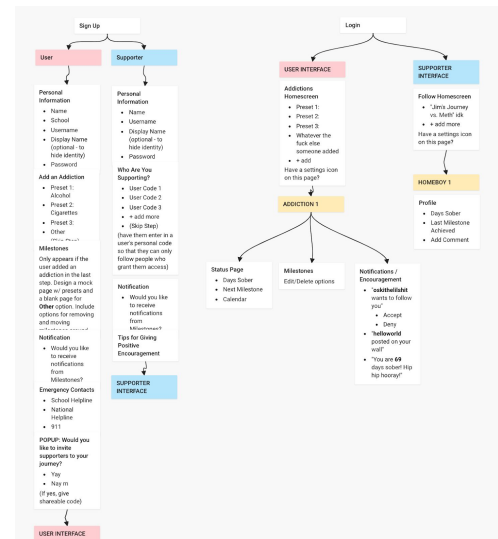 Sign Up
User
Supporter
Personal
Information
Name
School
Username
Display Name
(optional - to
hide identity)
Password
Add an Addiction
Preset 1:
Alcohol
Preset 2:
Cigarettes
Preset 3:
Other
Milestones
Only appears if the
user added an
addiction in the last
step. Design a mock
page w/ presets and
a blank page for
Other option. Include
options for removing
and moving
Notification
Would you like
to receive
notifications
from
Milestones?
Emergency Contacts
School Helpline
National
Helpline
911
POPUP: Would you
like to invite
supporters to your
journey?
Yay
Nay m
(If yes, give
shareable code)
USER INTERFACE
Personal
Information
Name
Username
Display Name
(optional - to
hide identity)
Password
Who Are You
Supporting?
User Code 1
User Code 2
User Code 3
+ add more
(Skip Step)
(have them enter in a
user's personal code
so that they can only
follow people who
grant them access)
Notification
Would you like
to receive
notifications
from
Milestones?
Tips for Giving
Positive
Encouragement
SUPPORTER
INTERFACE
Login
USER INTERFACE
SUPPORTER
INTERFACE
Addictions
Homescreen
Preset 1:
Preset 2:
Preset 3:
Whatever the
fuck else
someone added
+ add
Have a settings icon
on this page?
ADDICTION 1
Status Page
Days Sober
Next Milestone
Calendar
Milestones
Edit/Delete options
Notifications /
Encouragement
"oskithelilshit
wants to follow
you"
Accept
Deny
"helloworld
posted on your
wall"
"You are 69
days sober! Hip
hip hooray!"
Follow Homescreen
"Jim's Journey
vs. Meth" idk
+ add more
Have a settings icon
on this page?
HOMEBOY 1
Profile
Days Sober
Last Milestone
Achieved
Add Comment